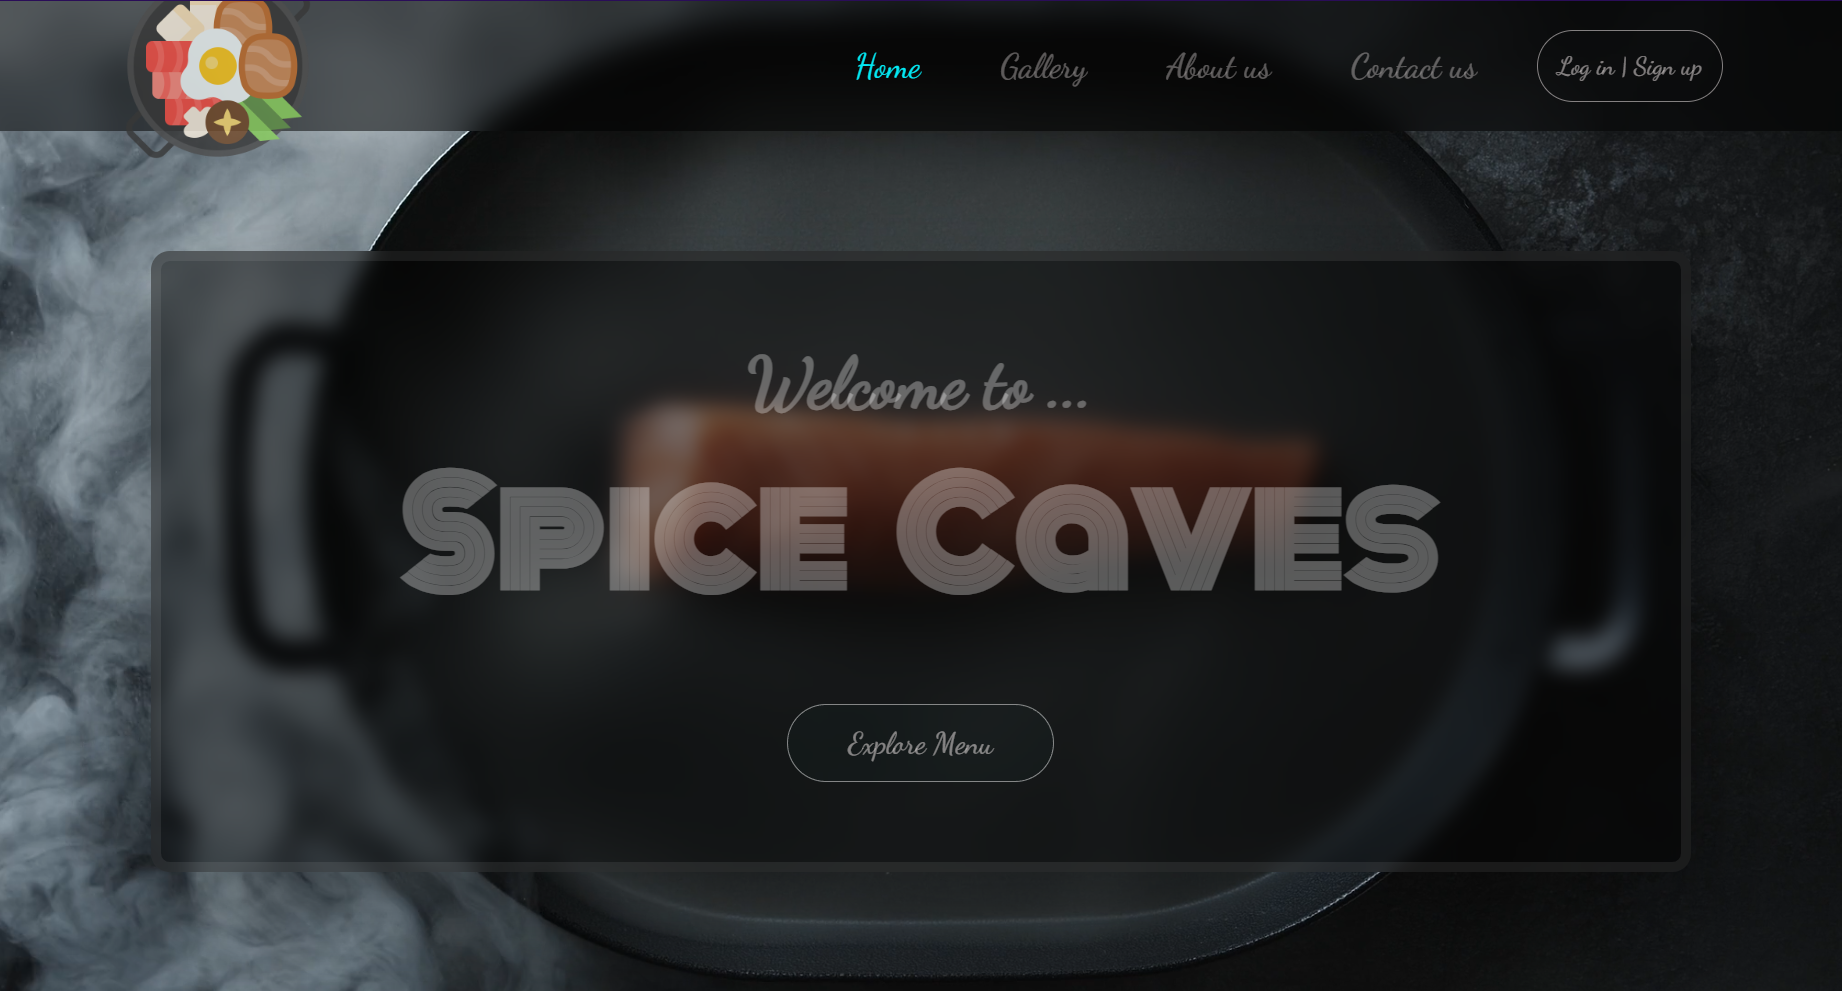 Home Gallery About us Contact us Log in | Sign up
Welcome to ...
Spice Caves
Explore Menu